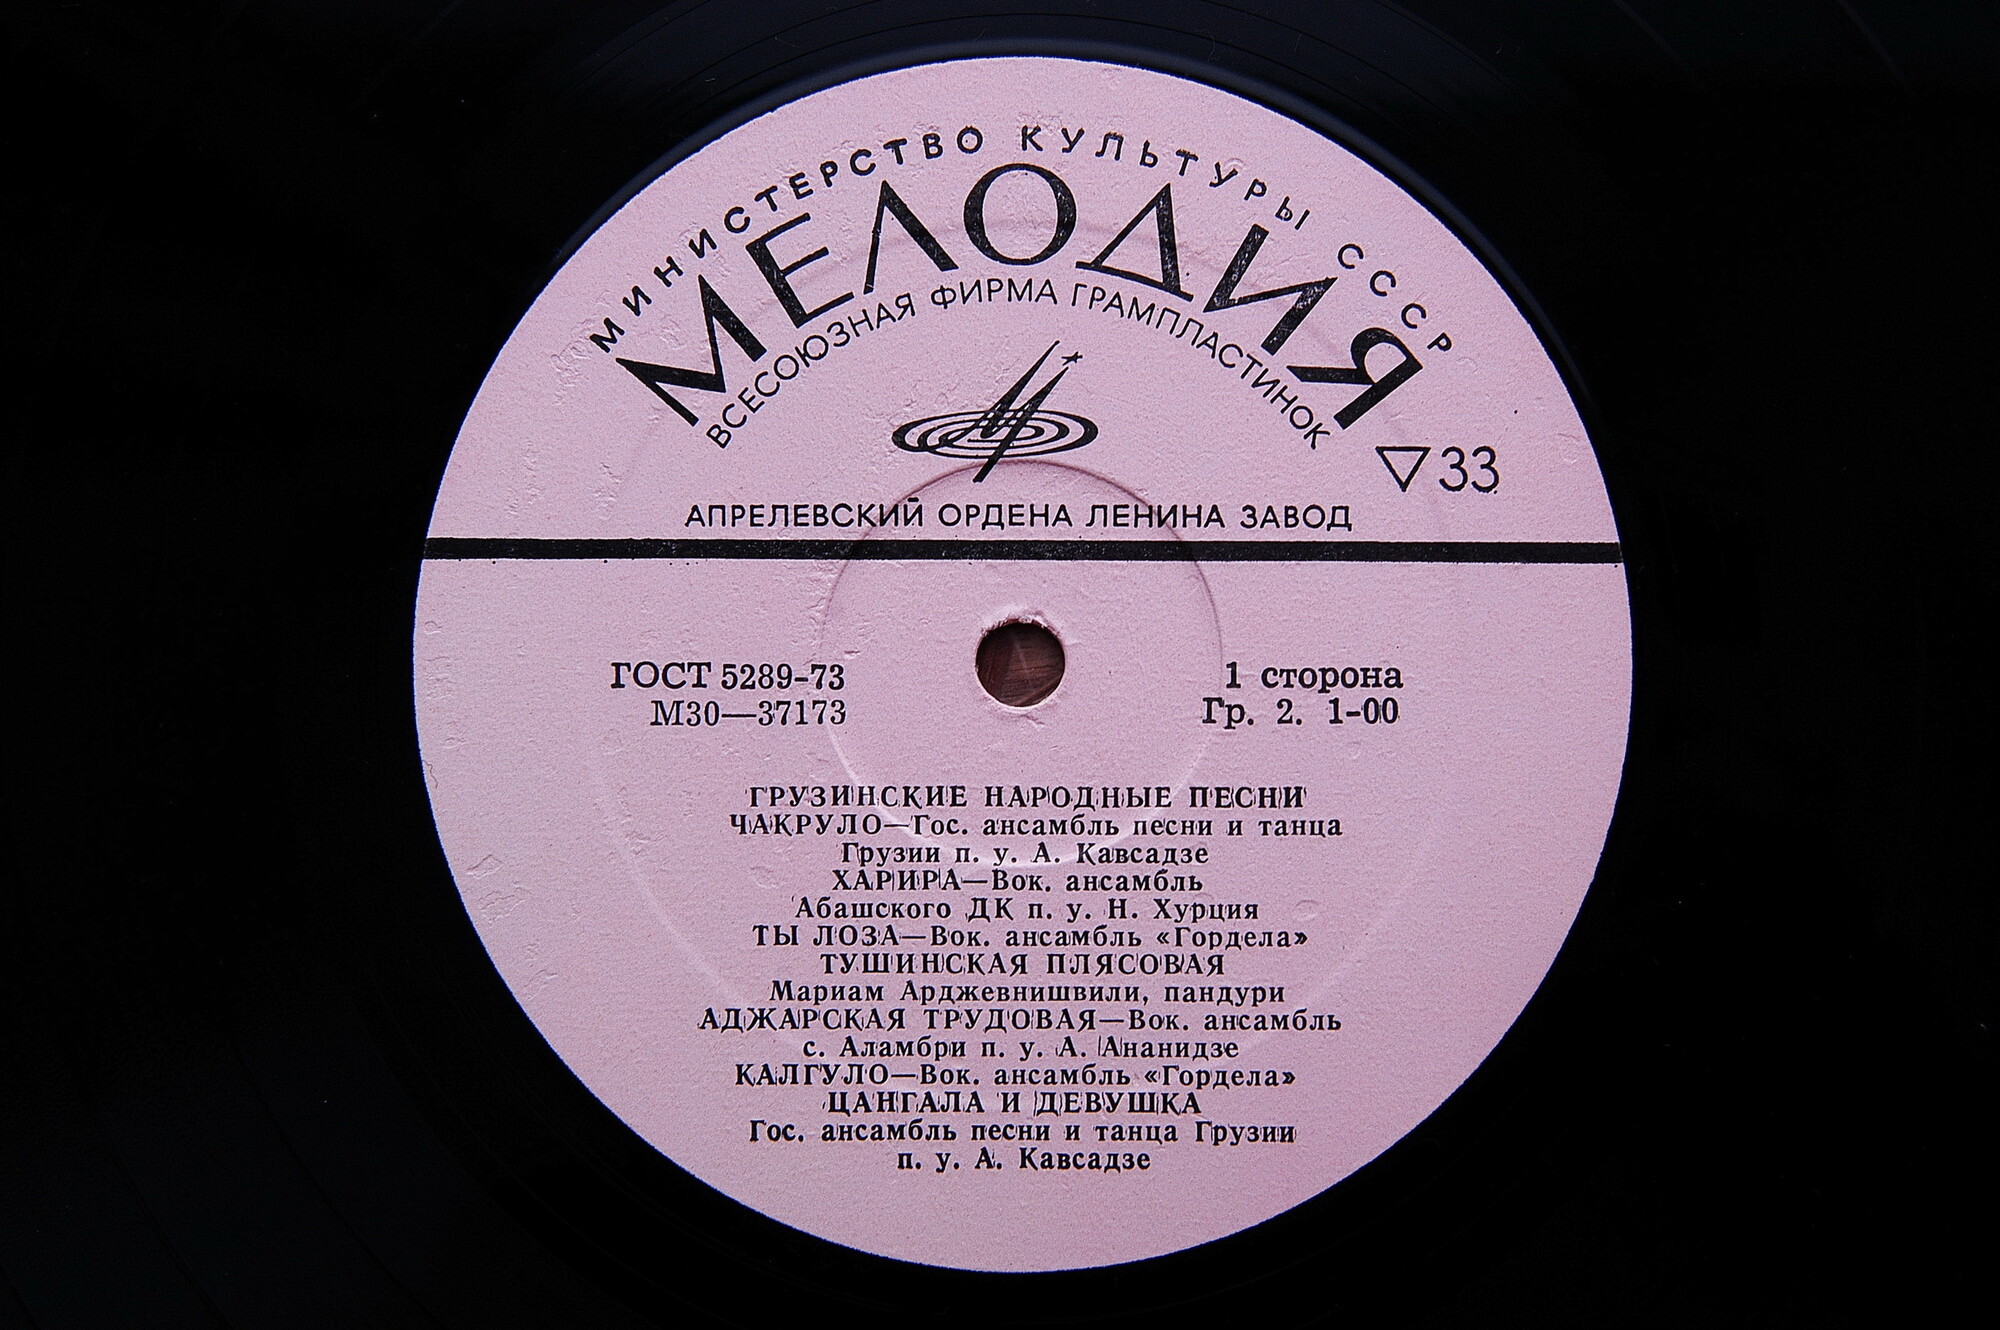 МИНИСТЕРСТВО КУЛЬТУРЫ СССР
МЕЛОДИЯ
ВСЕСОЮЗНАЯ ФИРМА ГРАМПЛАСТИНОК
▽33
АПРЕЛЕВСКИЙ ОРДЕНА ЛЕНИНА ЗАВОД
ГОСТ 5289-73
М30—37173
1 сторона
Гр. 2. 1-00
ГРУЗИНСКИЕ НАРОДНЫЕ ПЕСНИ
ЧАКРУЛО—Гос. ансамбль песни и танца
Грузии п. у. А. Кавсадзе
ХАРИРА—Вок. ансамбль
Абашского ДК п. у. Н. Хурция
ТЫ ЛОЗА—Вок. ансамбль «Гордела»
ТУШИНСКАЯ ПЛЯСОВАЯ
Мариам Арджевнишвили, пандури
АДЖАРСКАЯ ТРУДОВАЯ—Вок. ансамбль
с. Аламбри п. у. А. Ананидзе
КАЛГУЛО—Вок. ансамбль «Гордела»
ЦАНГАЛА И ДЕВУШКА
Гос. ансамбль песни и танца Грузии
п. у. А. Кавсадзе